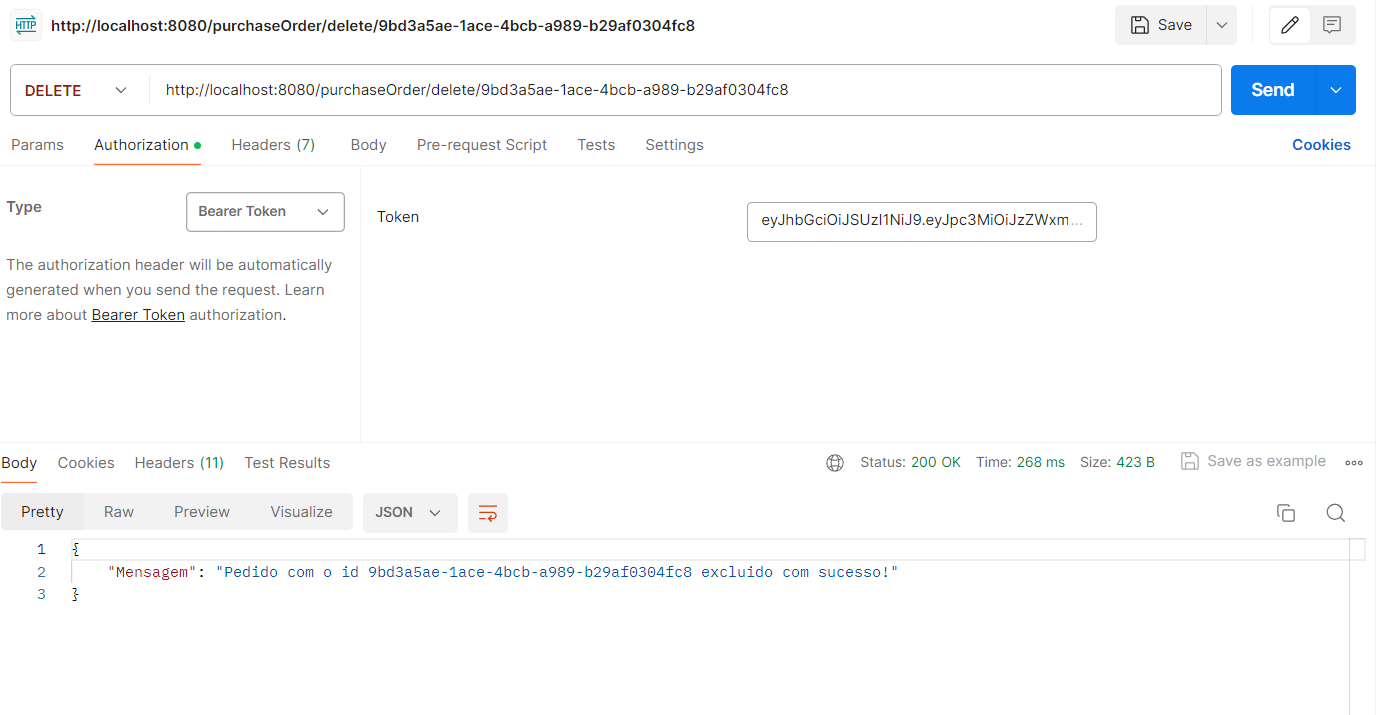 HTTP http://localhost:8080/purchaseOrder/delete/9bd3a5ae-1ace-4bcb-a989-b29af0304fc8 Save
DELETE http://localhost:8080/purchaseOrder/delete/9bd3a5ae-1ace-4bcb-a989-b29af0304fc8 Send
Params Authorization Headers (7) Body Pre-request Script Tests Settings Cookies
Type Bearer Token Token eyJhbGciOiJSUzI1NiJ9.eyJpc3MiOiJzZWxm...
The authorization header will be automatically
generated when you send the request. Learn
more about Bearer Token authorization.
Body Cookies Headers (11) Test Results Status: 200 OK Time: 268 ms Size: 423 B Save as example
Pretty Raw Preview Visualize JSON
1 {
2 "Mensagem": "Pedido com o id 9bd3a5ae-1ace-4bcb-a989-b29af0304fc8 excluido com sucesso!"
3 }